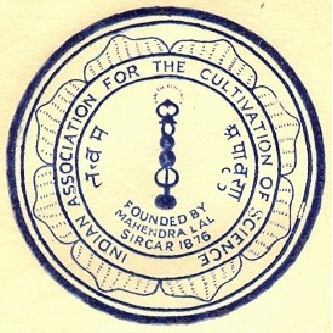 INDIAN ASSOCIATION FOR THE CULTIVATION OF SCIENCE
FOUNDED BY
MAHENDRA LAL
SIRCAR 1876